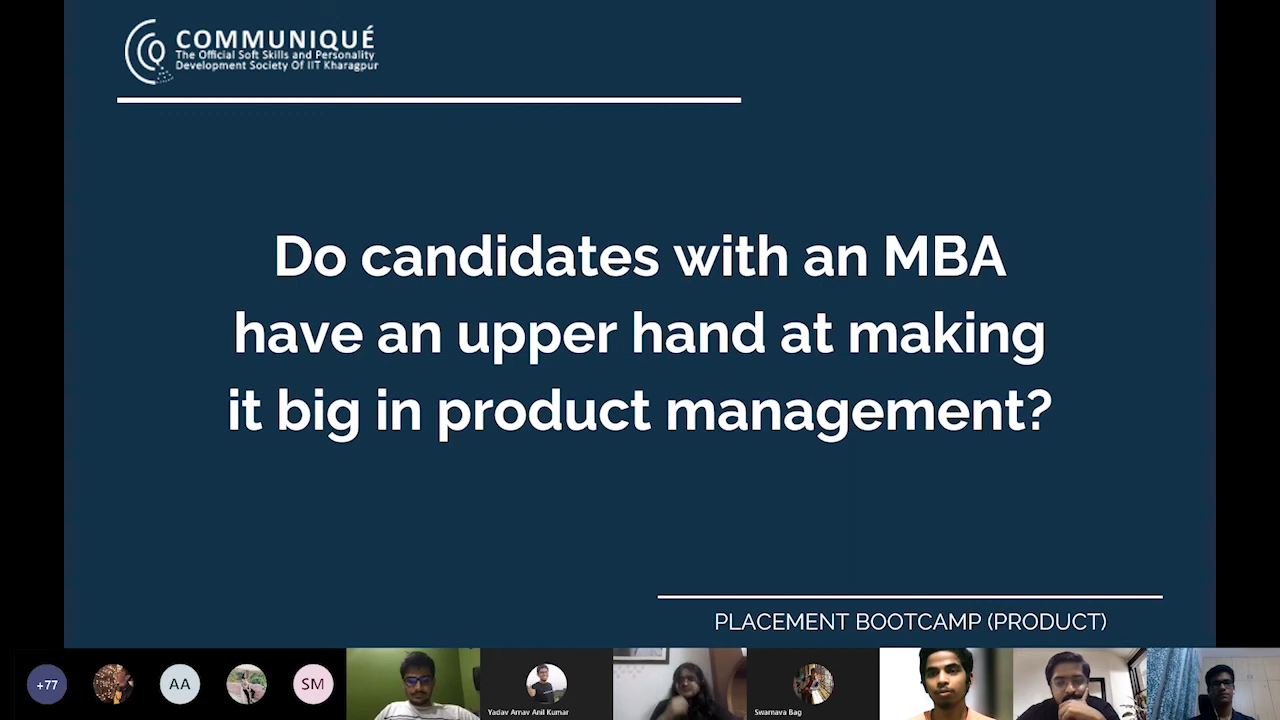 COMMUNIQUÉ
The Official Soft Skills and Personality
Development Society Of IIT Kharagpur
Do candidates with an MBA
have an upper hand at making
it big in product management?
PLACEMENT BOOTCAMP (PRODUCT)
+77
AA
SM
Yadav Arnav Anil Kumar
Swarnava Bag